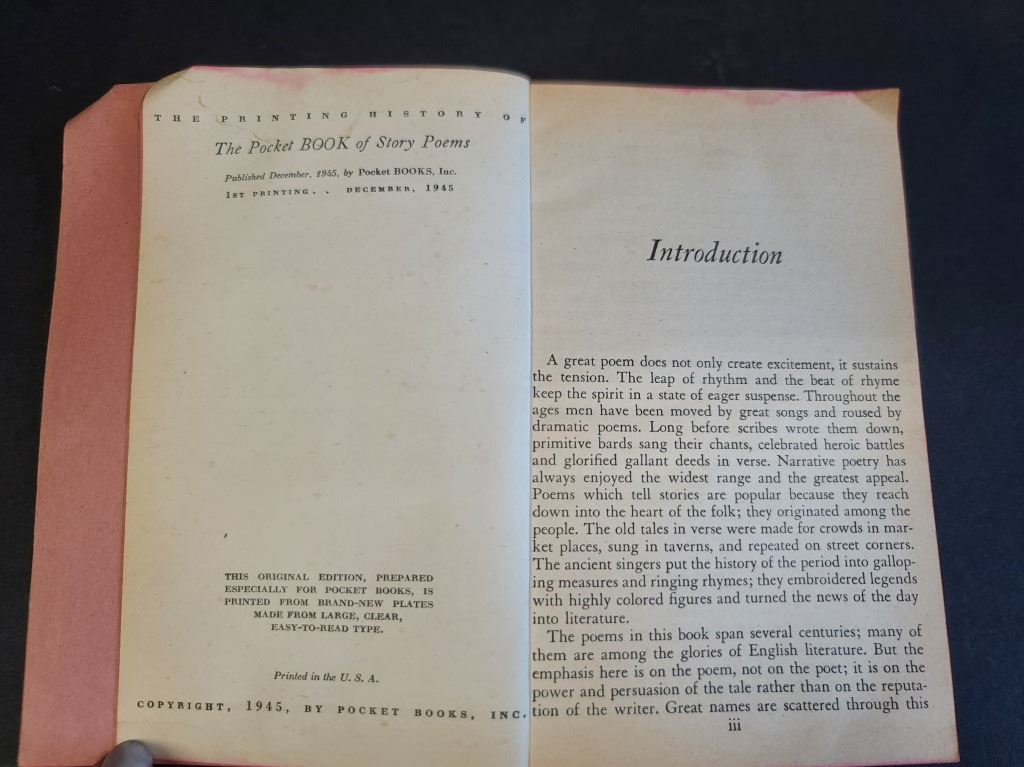 THE PRINTING HISTORY OF
The Pocket BOOK of Story Poems
Published December, 1945, by Pocket BOOKS, Inc.
1ST PRINTING . . DECEMBER, 1945
THIS ORIGINAL EDITION, PREPARED
ESPECIALLY FOR POCKET BOOKS, IS
PRINTED FROM BRAND-NEW PLATES
MADE FROM LARGE, CLEAR,
EASY-TO-READ TYPE.
Printed in the U. S. A.
COPYRIGHT, 1945, BY POCKET BOOKS, INC.
Introduction
A great poem does not only create excitement, it sustains
the tension. The leap of rhythm and the beat of rhyme
keep the spirit in a state of eager suspense. Throughout the
ages men have been moved by great songs and roused by
dramatic poems. Long before scribes wrote them down,
primitive bards sang their chants, celebrated heroic battles
and glorified gallant deeds in verse. Narrative poetry has
always enjoyed the widest range and the greatest appeal.
Poems which tell stories are popular because they reach
down into the heart of the folk; they originated among the
people. The old tales in verse were made for crowds in mar-
ket places, sung in taverns, and repeated on street corners.
The ancient singers put the history of the period into gallop-
ing measures and ringing rhymes; they embroidered legends
with highly colored figures and turned the news of the day
into literature.
The poems in this book span several centuries; many of
them are among the glories of English literature. But the
emphasis here is on the poem, not on the poet; it is on the
power and persuasion of the tale rather than on the reputa-
tion of the writer. Great names are scattered through this
iii